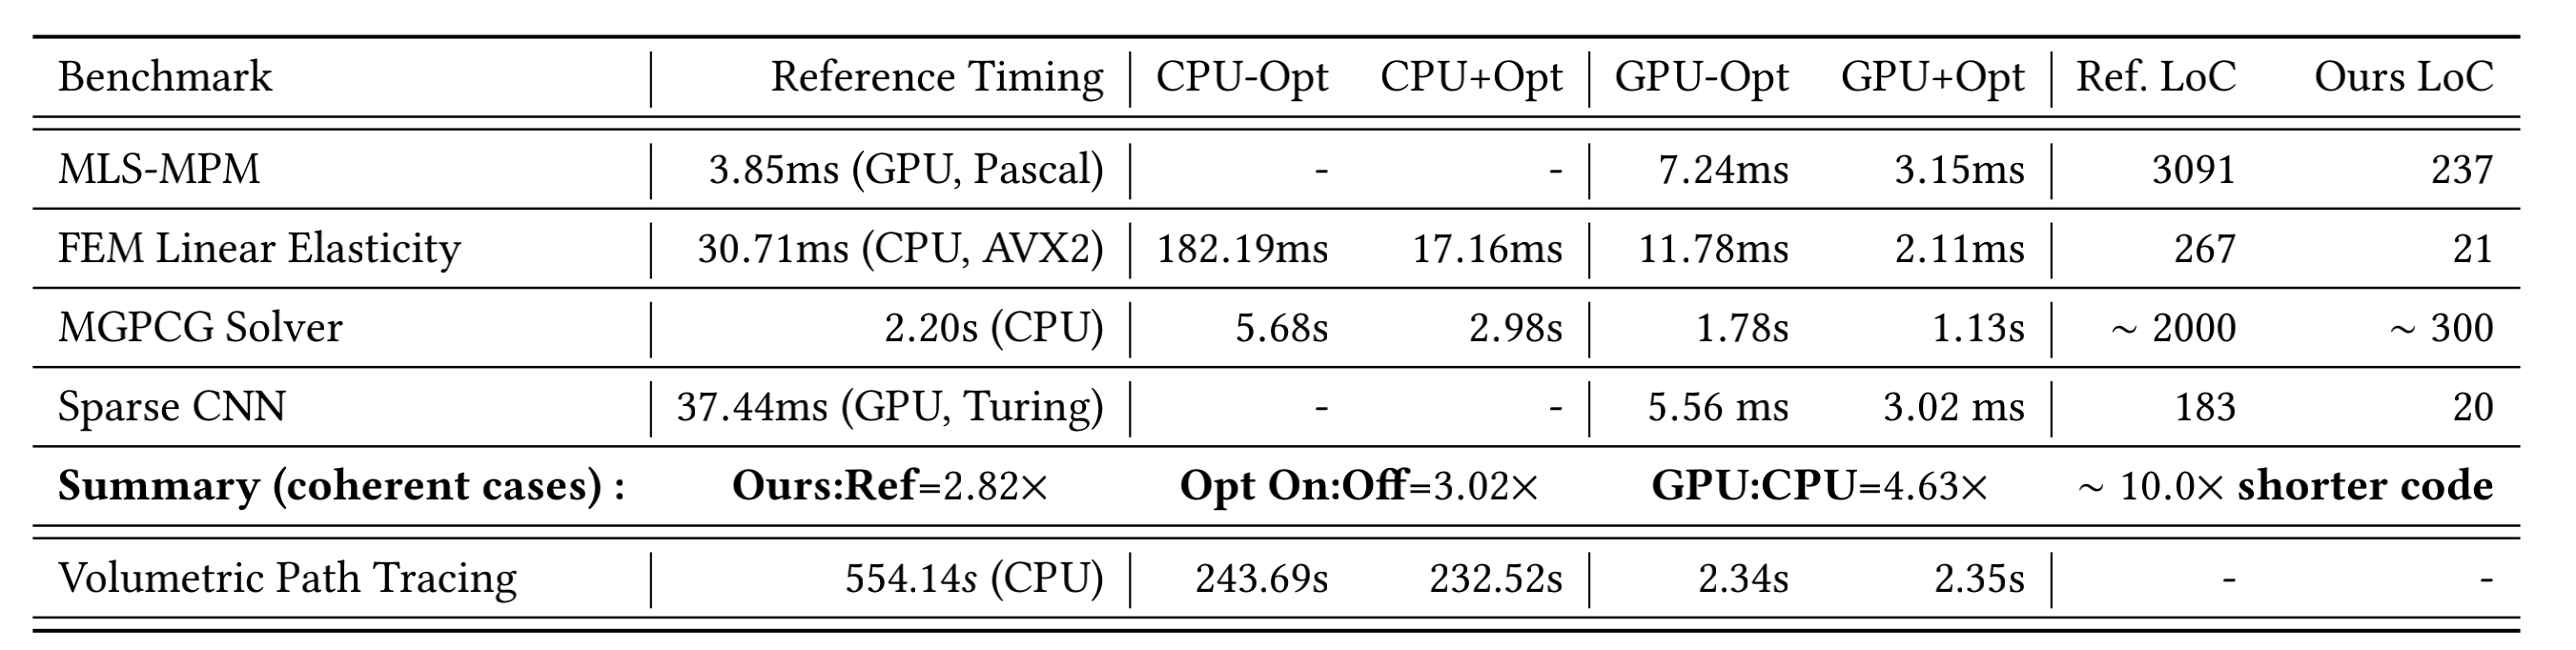 Benchmark Reference Timing CPU-Opt CPU+Opt GPU-Opt GPU+Opt Ref. LoC Ours LoC
MLS-MPM 3.85ms (GPU, Pascal) - - 7.24ms 3.15ms 3091 237
FEM Linear Elasticity 30.71ms (CPU, AVX2) 182.19ms 17.16ms 11.78ms 2.11ms 267 21
MGPCG Solver 2.20s (CPU) 5.68s 2.98s 1.78s 1.13s ~ 2000 ~ 300
Sparse CNN 37.44ms (GPU, Turing) - - 5.56 ms 3.02 ms 183 20
Summary (coherent cases) : Ours:Ref=2.82× Opt On:Off=3.02× GPU:CPU=4.63× ~ 10.0× shorter code
Volumetric Path Tracing 554.14s (CPU) 243.69s 232.52s 2.34s 2.35s - -